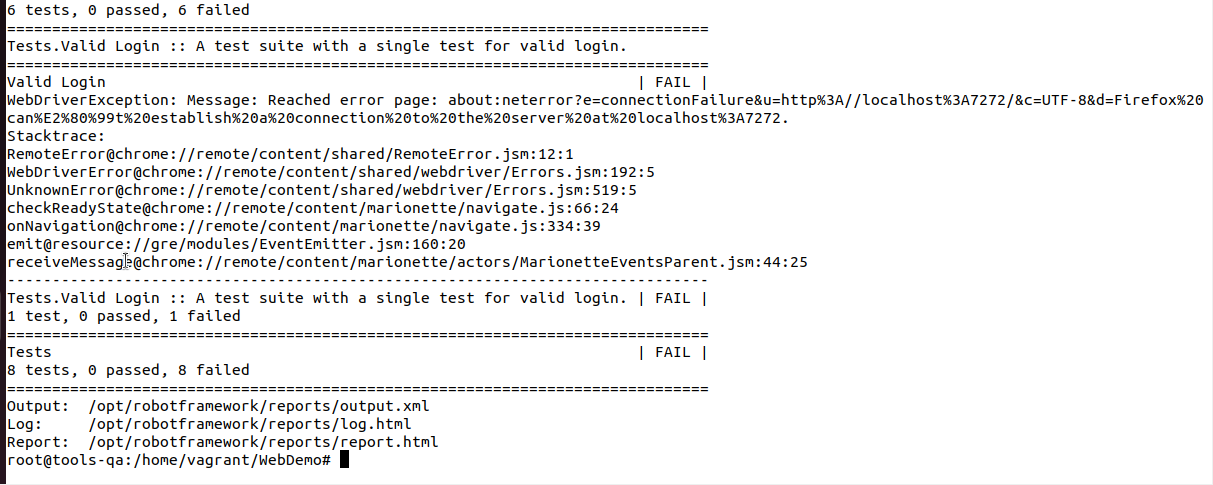 6 tests, 0 passed, 6 failed
==============================================================================
Tests.Valid Login :: A test suite with a single test for valid login.
==============================================================================
Valid Login                                                           | FAIL |
WebDriverException: Message: Reached error page: about:neterror?e=connectionFailure&u=http%3A//localhost%3A7272/&c=UTF-8&d=Firefox%20
can%E2%80%99t%20establish%20a%20connection%20to%20the%20server%20at%20localhost%3A7272.
Stacktrace:
RemoteError@chrome://remote/content/shared/RemoteError.jsm:12:1
WebDriverError@chrome://remote/content/shared/webdriver/Errors.jsm:192:5
UnknownError@chrome://remote/content/shared/webdriver/Errors.jsm:519:5
checkReadyState@chrome://remote/content/marionette/navigate.js:66:24
onNavigation@chrome://remote/content/marionette/navigate.js:334:39
emit@resource://gre/modules/EventEmitter.jsm:160:20
receiveMessage@chrome://remote/content/marionette/actors/MarionetteEventsParent.jsm:44:25
------------------------------------------------------------------------------
Tests.Valid Login :: A test suite with a single test for valid login. | FAIL |
1 test, 0 passed, 1 failed
==============================================================================
Tests                                                                 | FAIL |
8 tests, 0 passed, 8 failed
==============================================================================
Output:  /opt/robotframework/reports/output.xml
Log:     /opt/robotframework/reports/log.html
Report:  /opt/robotframework/reports/report.html
root@tools-qa:/home/vagrant/WebDemo#